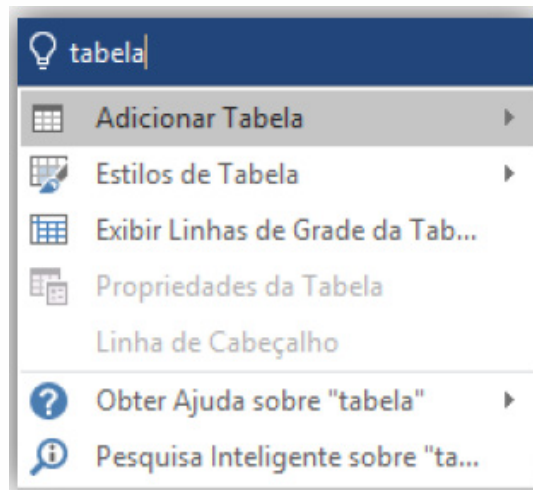 tabela
Adicionar Tabela
Estilos de Tabela
Exibir Linhas de Grade da Tab...
Propriedades da Tabela
Linha de Cabeçalho
Obter Ajuda sobre "tabela"
Pesquisa Inteligente sobre "ta...